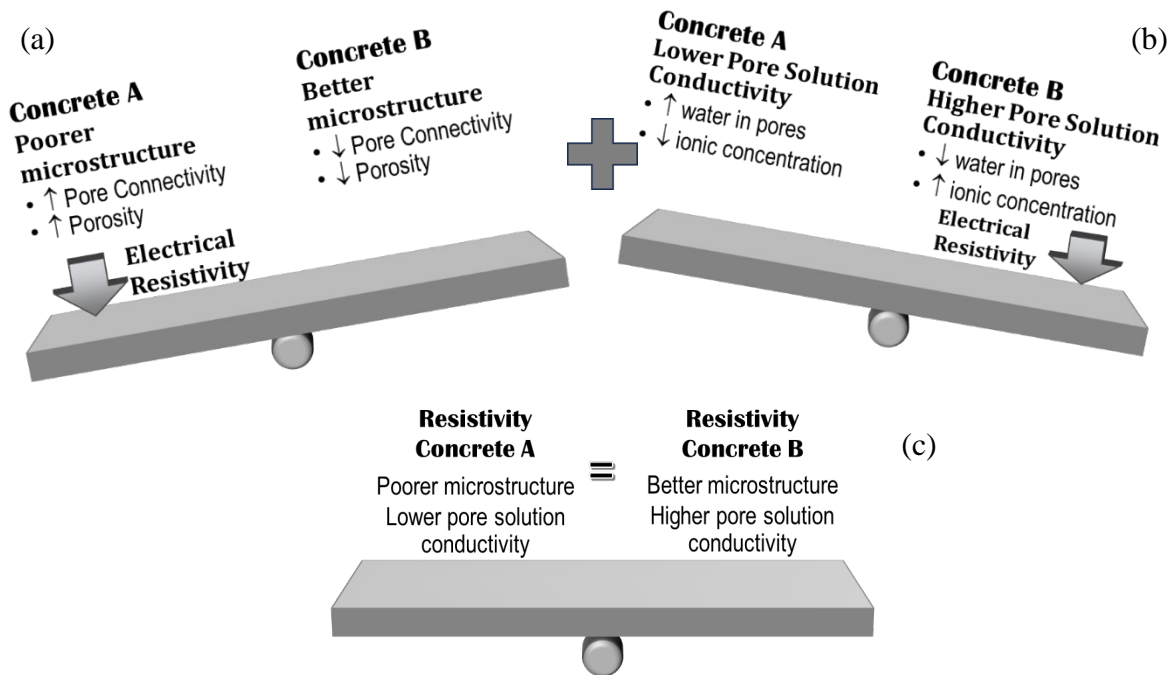 (a)
Concrete A
Poorer
microstructure
• ↑ Pore Connectivity
• ↑ Porosity
Electrical
Resistivity
Concrete B
Better
microstructure
• ↓ Pore Connectivity
• ↓ Porosity
(b)
Concrete A
Lower Pore Solution
Conductivity
• ↑ water in pores
• ↓ ionic concentration
Concrete B
Higher Pore Solution
Conductivity
• ↓ water in pores
• ↑ ionic concentration
Electrical
Resistivity
(c)
Resistivity
Concrete A
Poorer microstructure
Lower pore solution
conductivity
=
Resistivity
Concrete B
Better microstructure
Higher pore solution
conductivity